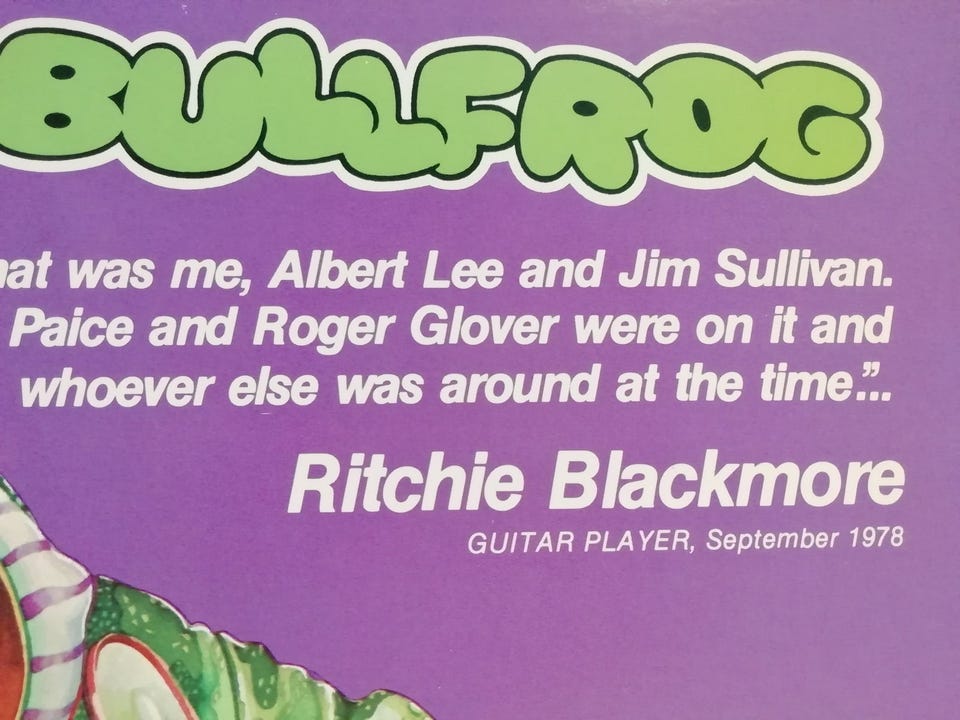 BULLFROG
hat was me, Albert Lee and Jim Sullivan.
Paice and Roger Glover were on it and
whoever else was around at the time.”..
Ritchie Blackmore
GUITAR PLAYER, September 1978